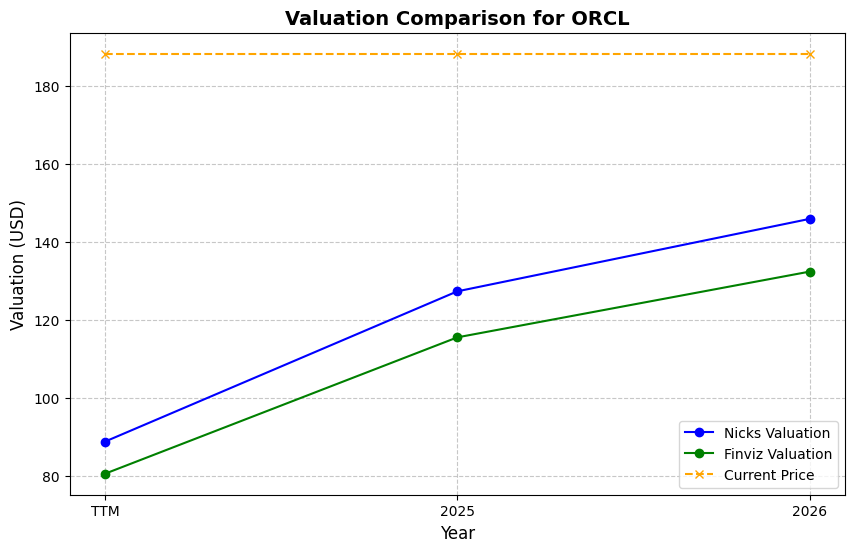 Valuation Comparison for ORCL
Valuation (USD)
180
160
140
120
100
80
TTM
2025
2026
Year
Nicks Valuation
Finviz Valuation
Current Price